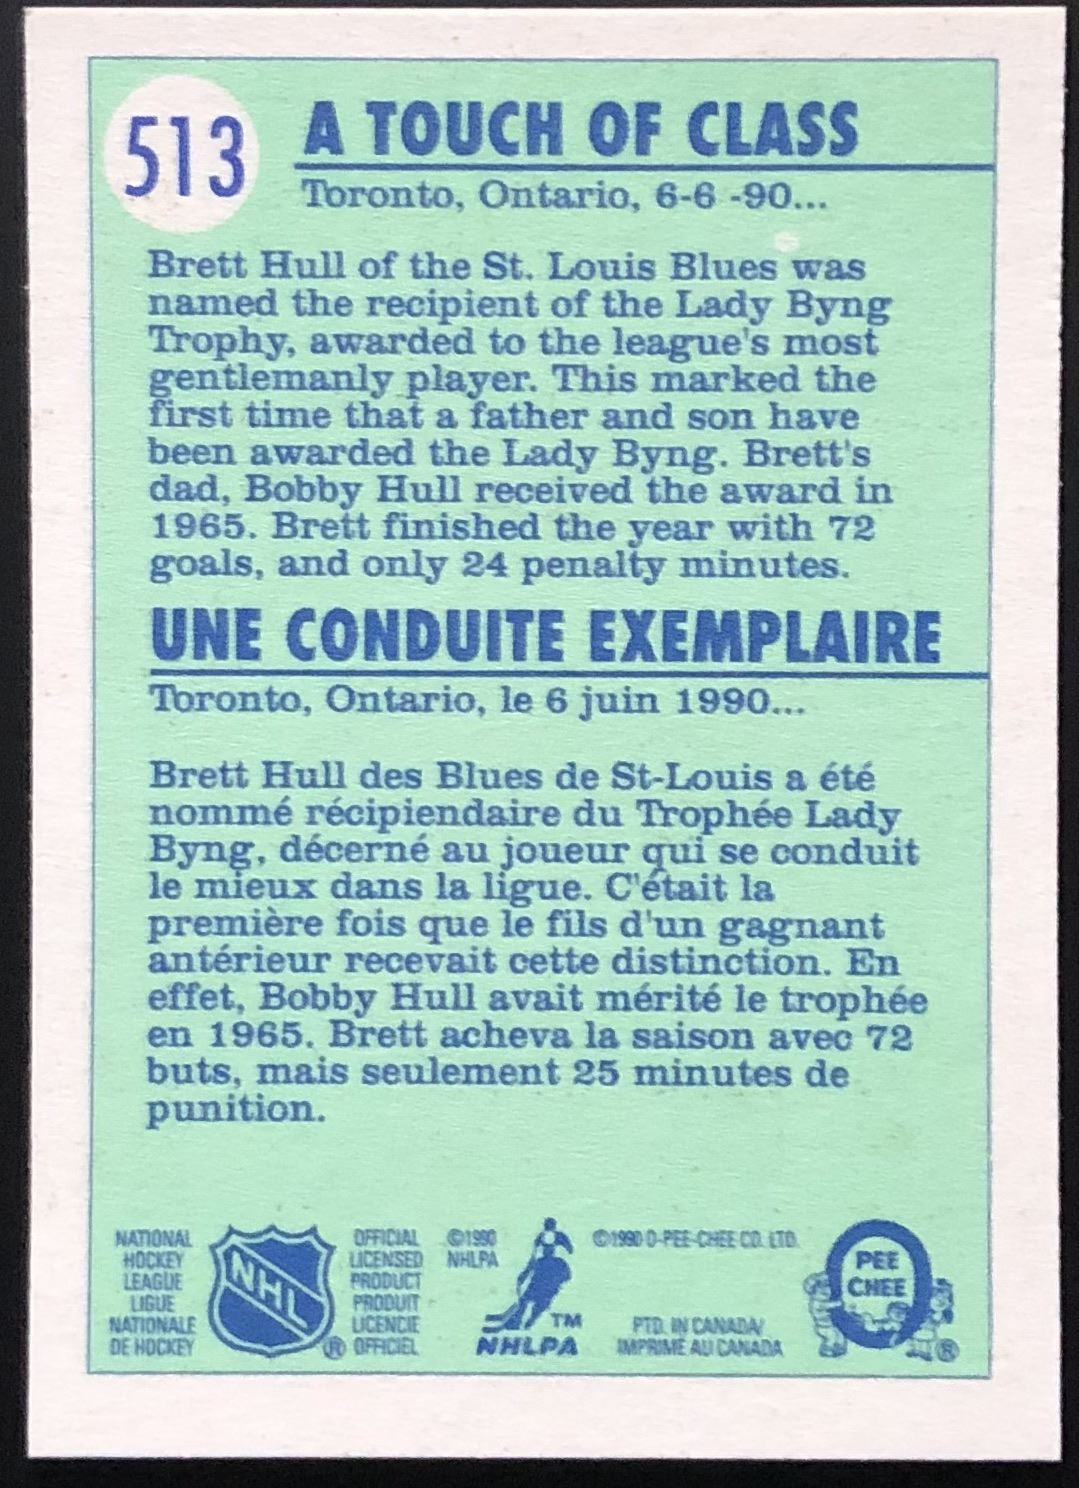 513
A TOUCH OF CLASS
Toronto, Ontario, 6-6 -90...
Brett Hull of the St. Louis Blues was
named the recipient of the Lady Byng
Trophy, awarded to the league's most
gentlemanly player. This marked the
first time that a father and son have
been awarded the Lady Byng. Brett's
dad, Bobby Hull received the award in
1965. Brett finished the year with 72
goals, and only 24 penalty minutes.
UNE CONDUITE EXEMPLAIRE
Toronto, Ontario, le 6 juin 1990...
Brett Hull des Blues de St-Louis a été
nommé récipiendaire du Trophée Lady
Byng, décerné au joueur qui se conduit
le mieux dans la ligue. C'était la
première fois que le fils d'un gagnant
antérieur recevait cette distinction. En
effet, Bobby Hull avait mérité le trophée
en 1965. Brett acheva la saison avec 72
buts, mais seulement 25 minutes de
punition.
NATIONAL
HOCKEY
LEAGUE
LIGUE
NATIONALE
DE HOCKEY
NHL
®
OFFICIAL
LICENSED
PRODUCT
PRODUIT
LICENCIE
OFFICIEL
©1990
NHLPA
TM
NHLPA
©1990 O-PEE-CHEE CO. LTD.
PTD. IN CANADA/
IMPRIMÉ AU CANADA
O
PEE
CHEE
®